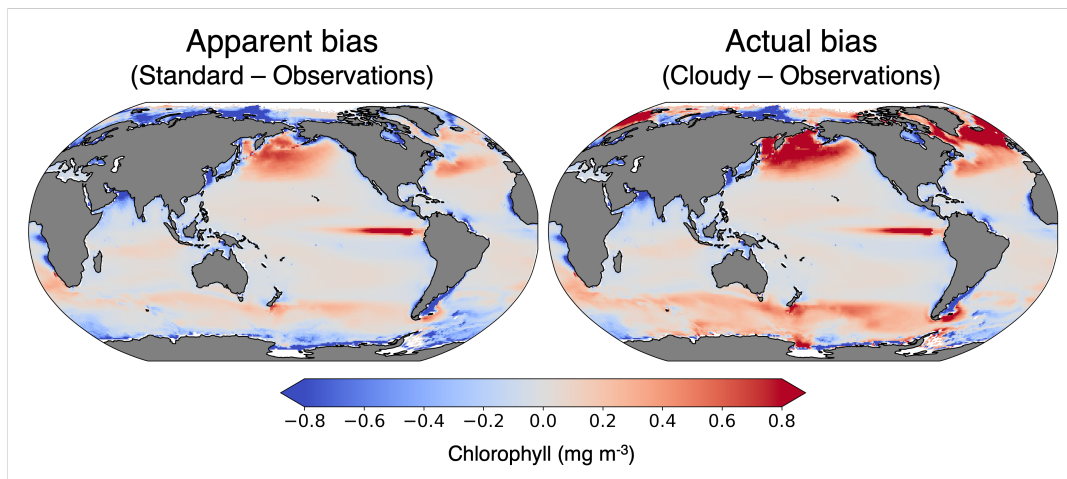 Apparent bias
(Standard – Observations)
Actual bias
(Cloudy – Observations)
−0.8 −0.6 −0.4 −0.2 0.0 0.2 0.4 0.6 0.8
Chlorophyll (mg m⁻³)